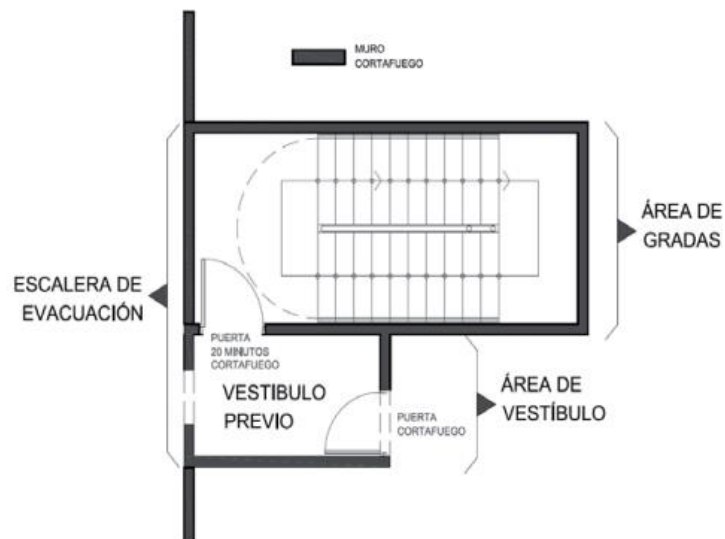 MURO
CORTAFUEGO
ÁREA DE
GRADAS
ESCALERA DE
EVACUACIÓN
PUERTA
20 MINUTOS
CORTAFUEGO
VESTIBULO
PREVIO
PUERTA
CORTAFUEGO
ÁREA DE
VESTÍBULO